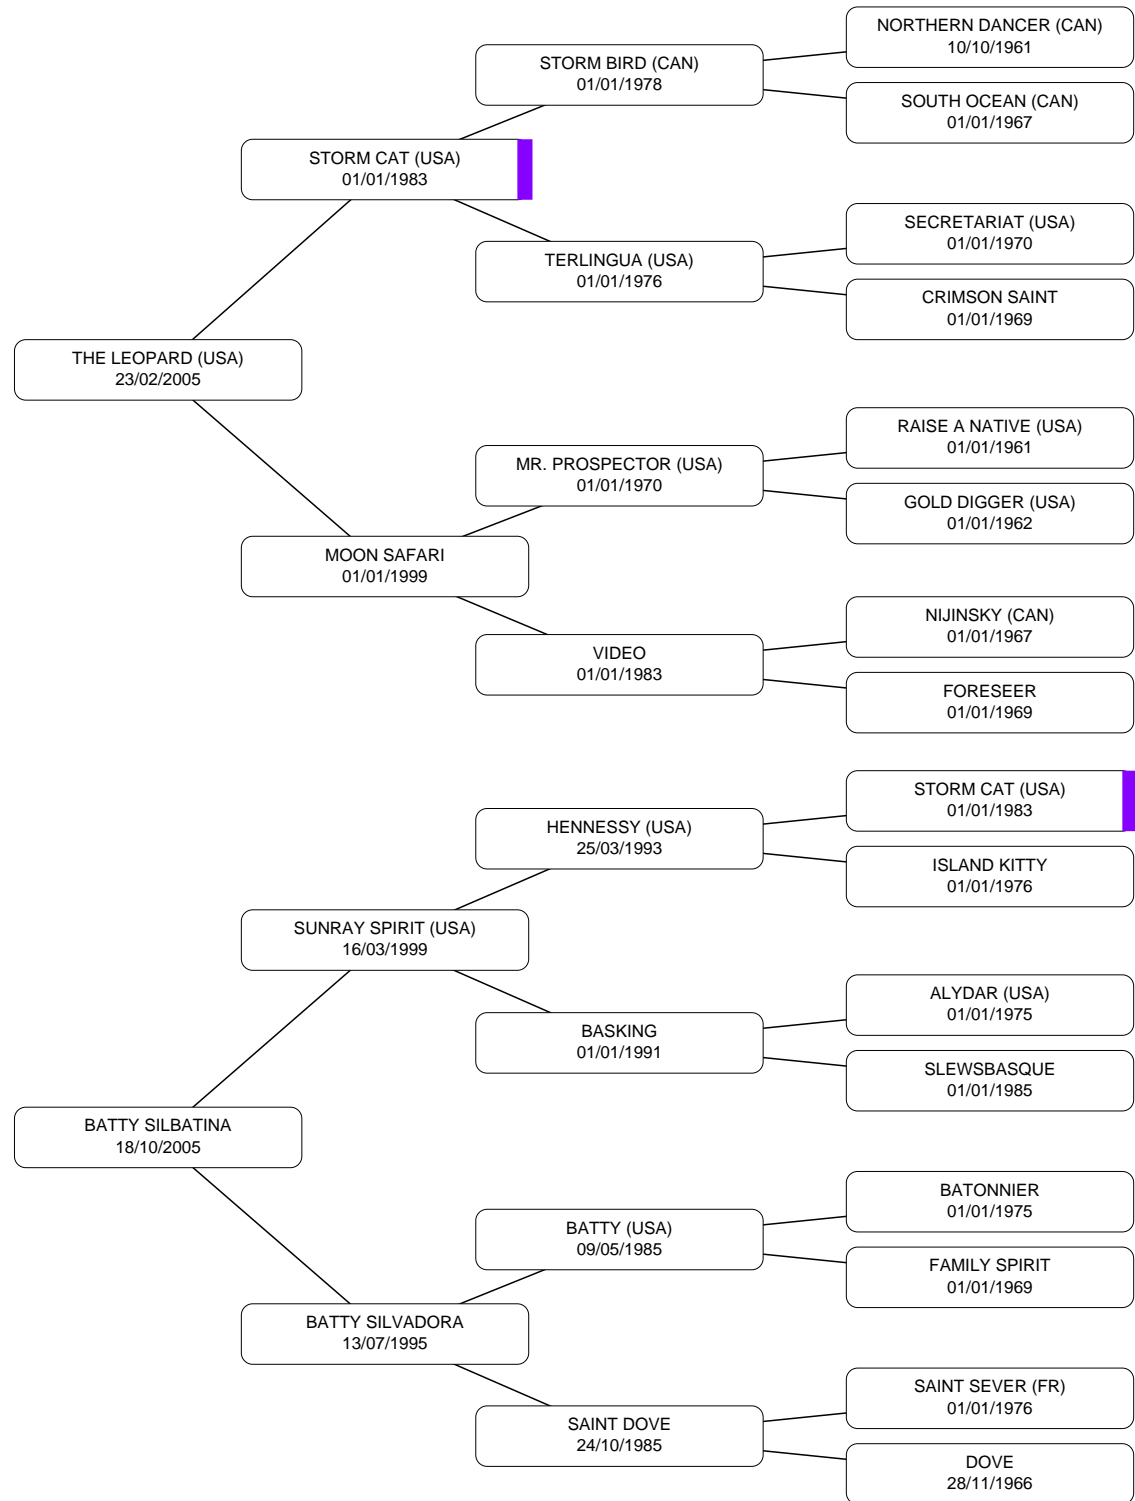 NORTHERN DANCER (CAN)
10/10/1961
STORM BIRD (CAN)
01/01/1978
SOUTH OCEAN (CAN)
01/01/1967
STORM CAT (USA)
01/01/1983
SECRETARIAT (USA)
01/01/1970
TERLINGUA (USA)
01/01/1976
CRIMSON SAINT
01/01/1969
THE LEOPARD (USA)
23/02/2005
RAISE A NATIVE (USA)
01/01/1961
MR. PROSPECTOR (USA)
01/01/1970
GOLD DIGGER (USA)
01/01/1962
MOON SAFARI
01/01/1999
NIJINSKY (CAN)
01/01/1967
VIDEO
01/01/1983
FORESEER
01/01/1969
STORM CAT (USA)
01/01/1983
HENNESSY (USA)
25/03/1993
ISLAND KITTY
01/01/1976
SUNRAY SPIRIT (USA)
16/03/1999
ALYDAR (USA)
01/01/1975
BASKING
01/01/1991
SLEWSBASQUE
01/01/1985
BATTY SILBATINA
18/10/2005
BATONNIER
01/01/1975
BATTY (USA)
09/05/1985
FAMILY SPIRIT
01/01/1969
BATTY SILVADORA
13/07/1995
SAINT SEVER (FR)
01/01/1976
SAINT DOVE
24/10/1985
DOVE
28/11/1966